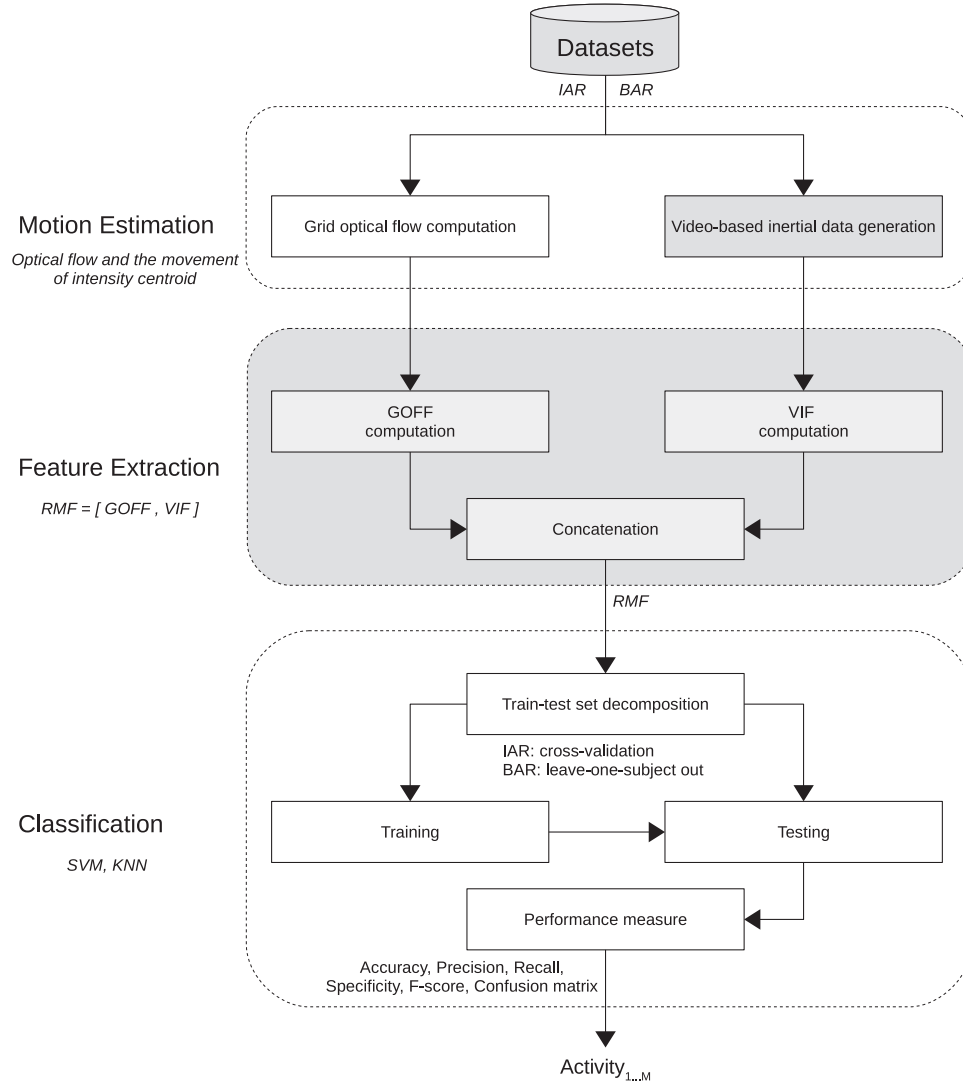 Datasets
IAR BAR
Motion Estimation
Optical flow and the movement
of intensity centroid
Grid optical flow computation
Video-based inertial data generation
Feature Extraction
RMF = [ GOFF , VIF ]
GOFF
computation
VIF
computation
Concatenation
RMF
Classification
SVM, KNN
Train-test set decomposition
IAR: cross-validation
BAR: leave-one-subject out
Training
Testing
Performance measure
Accuracy, Precision, Recall,
Specificity, F-score, Confusion matrix
Activity1...M